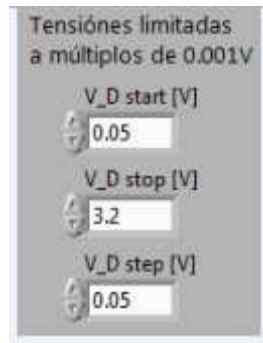 Tensiónes limitadas
a múltiplos de 0.001V
V_D start [V]
0.05
V_D stop [V]
3.2
V_D step [V]
0.05